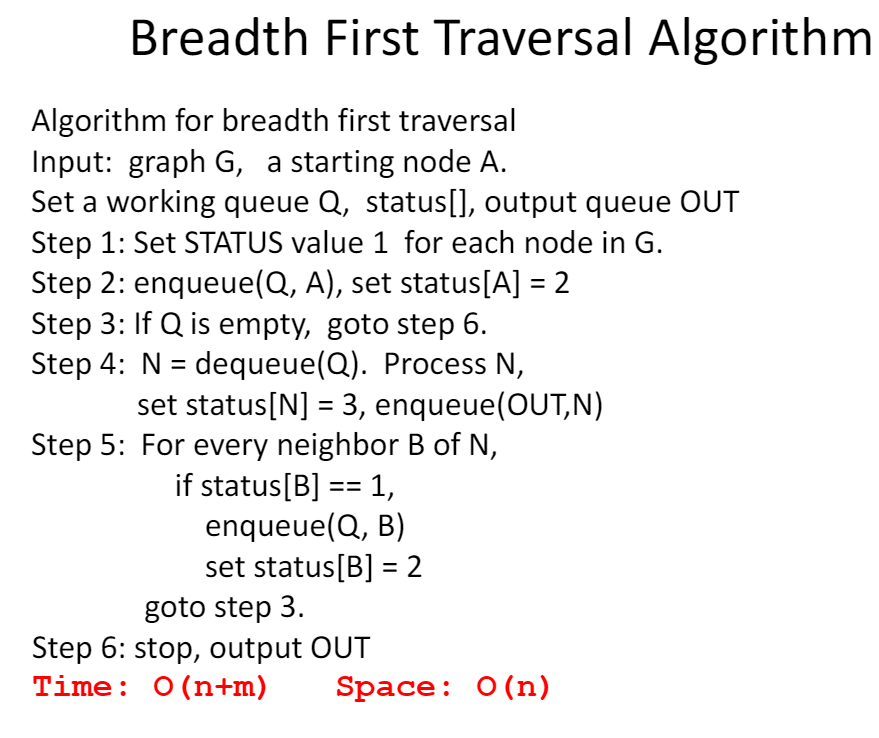 Breadth First Traversal Algorithm
Algorithm for breadth first traversal
Input:  graph G,   a starting node A.
Set a working queue Q,  status[], output queue OUT
Step 1: Set STATUS value 1  for each node in G.
Step 2: enqueue(Q, A), set status[A] = 2
Step 3: If Q is empty,  goto step 6.
Step 4:  N = dequeue(Q).  Process N,
set status[N] = 3, enqueue(OUT,N)
Step 5:  For every neighbor B of N,
if status[B] == 1,
enqueue(Q, B)
set status[B] = 2
goto step 3.
Step 6: stop, output OUT
Time: O(n+m)   Space: O(n)